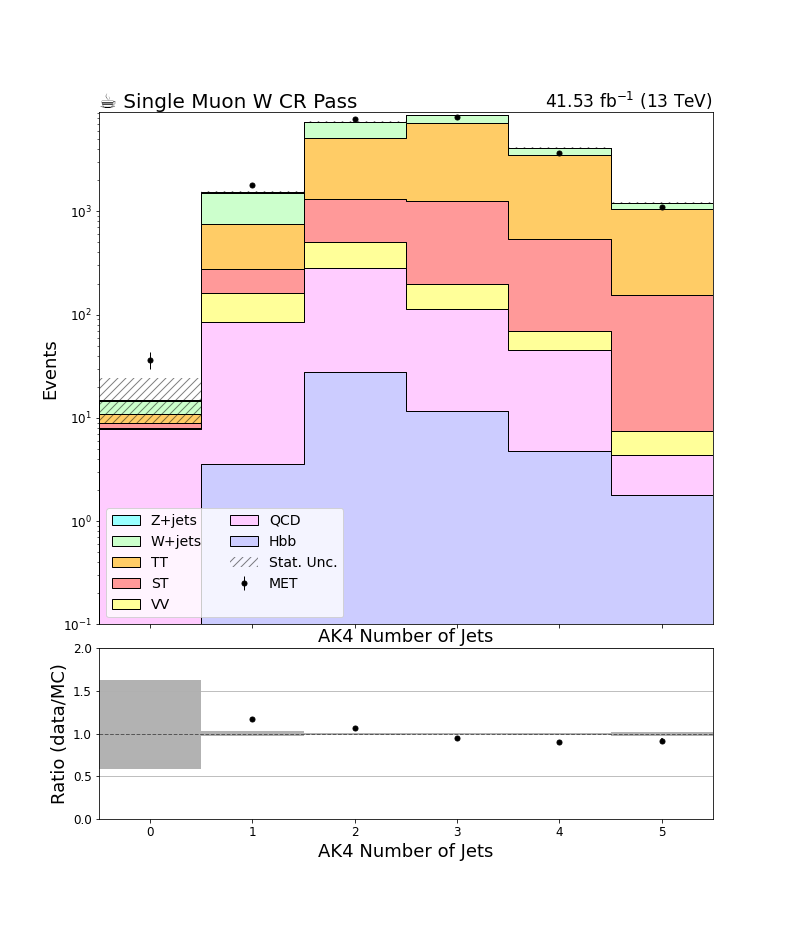 ☕ Single Muon W CR Pass 41.53 fb⁻¹ (13 TeV)
Events
10³
10²
10¹
10⁰
10⁻¹
Z+jets QCD
W+jets Hbb
TT Stat. Unc.
ST MET
VV
AK4 Number of Jets
Ratio (data/MC)
2.0
1.5
1.0
0.5
0.0
0 1 2 3 4 5
AK4 Number of Jets